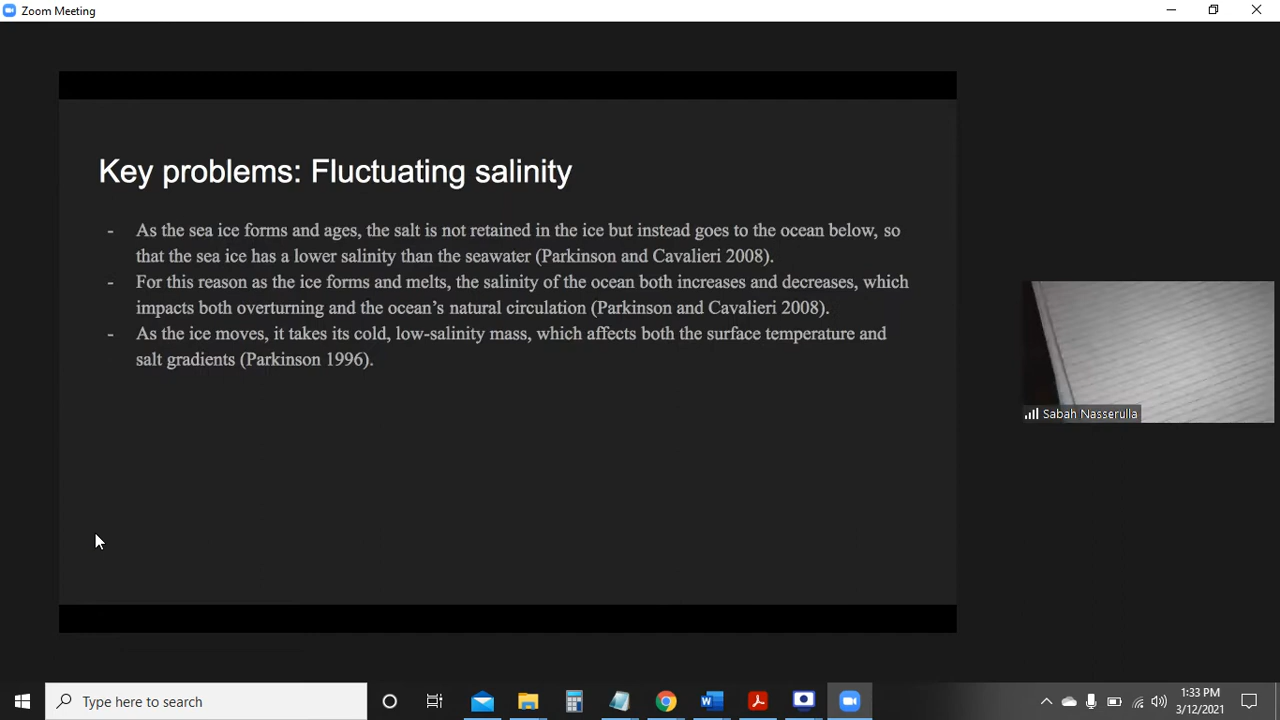 Zoom Meeting
Key problems: Fluctuating salinity
- As the sea ice forms and ages, the salt is not retained in the ice but instead goes to the ocean below, so
that the sea ice has a lower salinity than the seawater (Parkinson and Cavalieri 2008).
- For this reason as the ice forms and melts, the salinity of the ocean both increases and decreases, which
impacts both overturning and the ocean's natural circulation (Parkinson and Cavalieri 2008).
- As the ice moves, it takes its cold, low-salinity mass, which affects both the surface temperature and
salt gradients (Parkinson 1996).
Sabah Nasserulla
Type here to search
1:33 PM
3/12/2021